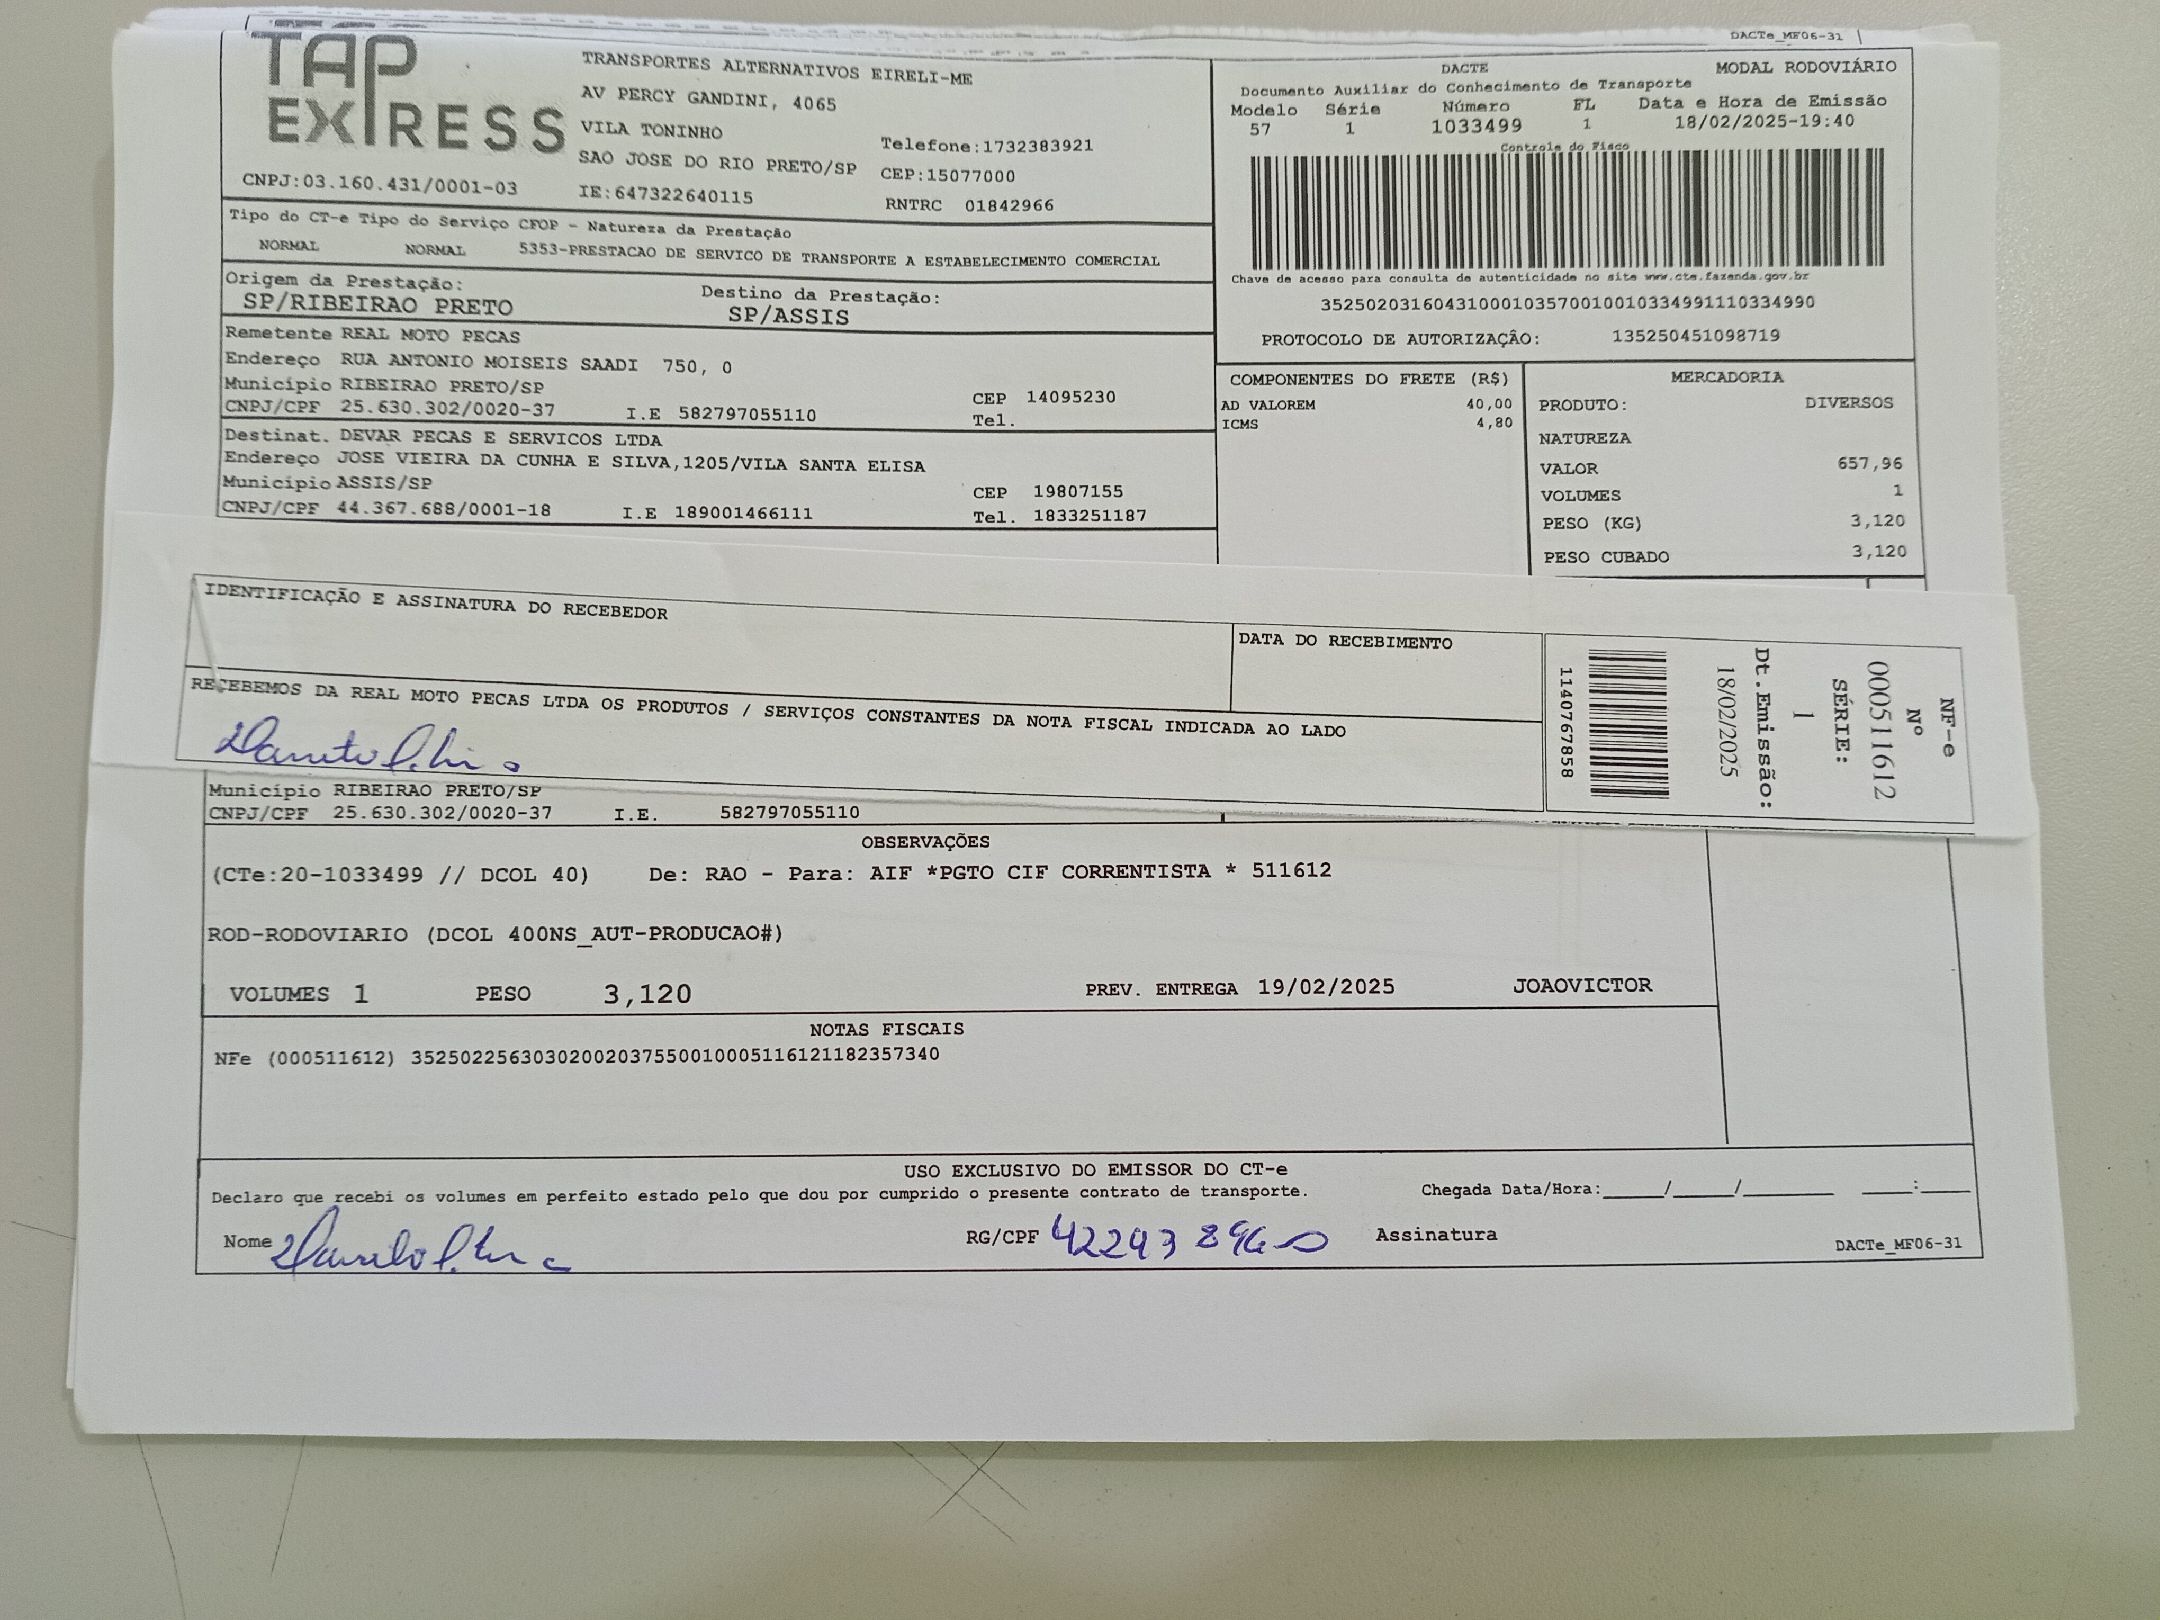 DACTe_MF06-31
TAP EXPRESS
TRANSPORTES ALTERNATIVOS EIRELI-ME
AV PERCY GANDINI, 4065
VILA TONINHO
Telefone:1732383921
SAO JOSE DO RIO PRETO/SP
CEP:15077000
CNPJ:03.160.431/0001-03
IE:647322640115
RNTRC 01842966
DACTE
MODAL RODOVIÁRIO
Documento Auxiliar do Conhecimento de Transporte
Modelo Série Número FL Data e Hora de Emissão
57 1 1033499 1 18/02/2025-19:40
Controle do Fisco
Chave de acesso para consulta de autenticidade no site www.cte.fazenda.gov.br
35250203160431000103570010010334991110334990
PROTOCOLO DE AUTORIZAÇÃO: 135250451098719
Tipo do CT-e Tipo do Serviço CFOP - Natureza da Prestação
NORMAL NORMAL 5353-PRESTACAO DE SERVICO DE TRANSPORTE A ESTABELECIMENTO COMERCIAL
Origem da Prestação: Destino da Prestação:
SP/RIBEIRAO PRETO SP/ASSIS
Remetente REAL MOTO PECAS
Endereço RUA ANTONIO MOISEIS SAADI 750, 0
Município RIBEIRAO PRETO/SP CEP 14095230
CNPJ/CPF 25.630.302/0020-37 I.E 582797055110 Tel.
Destinat. DEVAR PECAS E SERVICOS LTDA
Endereço JOSE VIEIRA DA CUNHA E SILVA,1205/VILA SANTA ELISA
Município ASSIS/SP CEP 19807155
CNPJ/CPF 44.367.688/0001-18 I.E 189001466111 Tel. 1833251187
COMPONENTES DO FRETE (R$)
AD VALOREM 40,00
ICMS 4,80
MERCADORIA
PRODUTO: DIVERSOS
NATUREZA
VALOR 657,96
VOLUMES 1
PESO (KG) 3,120
PESO CUBADO 3,120
IDENTIFICAÇÃO E ASSINATURA DO RECEBEDOR
DATA DO RECEBIMENTO
RECEBEMOS DA REAL MOTO PECAS LTDA OS PRODUTOS / SERVIÇOS CONSTANTES DA NOTA FISCAL INDICADA AO LADO
1140767858
NF-e
Nº
000511612
SÉRIE:
1
Dt.Emissão:
18/02/2025
Município RIBEIRAO PRETO/SP
CNPJ/CPF 25.630.302/0020-37 I.E. 582797055110
OBSERVAÇÕES
(CTe:20-1033499 // DCOL 40) De: RAO - Para: AIF *PGTO CIF CORRENTISTA * 511612
ROD-RODOVIARIO (DCOL 400NS_AUT-PRODUCAO#)
VOLUMES 1 PESO 3,120 PREV. ENTREGA 19/02/2025 JOAOVICTOR
NOTAS FISCAIS
NFe (000511612) 35250225630302002037550010005116121182357340
USO EXCLUSIVO DO EMISSOR DO CT-e
Declaro que recebi os volumes em perfeito estado pelo que dou por cumprido o presente contrato de transporte. Chegada Data/Hora:_____/_____/_______ ____:____
Nome RG/CPF Assinatura
DACTe_MF06-31